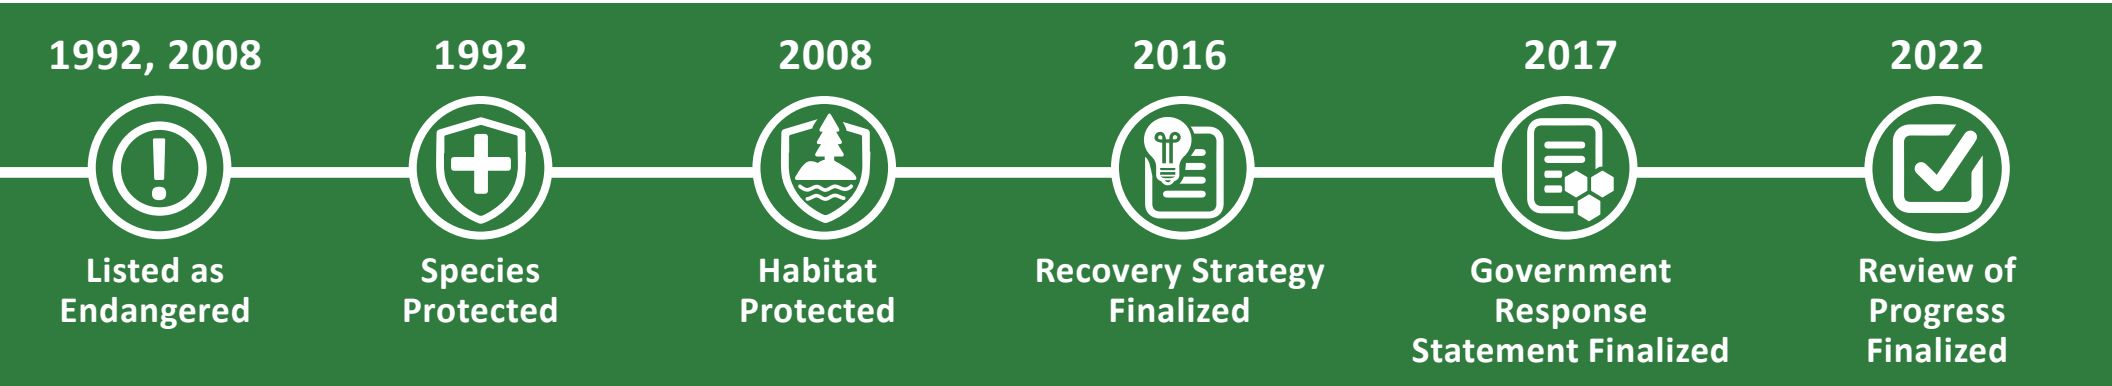 1992, 2008
Listed as
Endangered
1992
Species
Protected
2008
Habitat
Protected
2016
Recovery Strategy
Finalized
2017
Government
Response
Statement Finalized
2022
Review of
Progress
Finalized